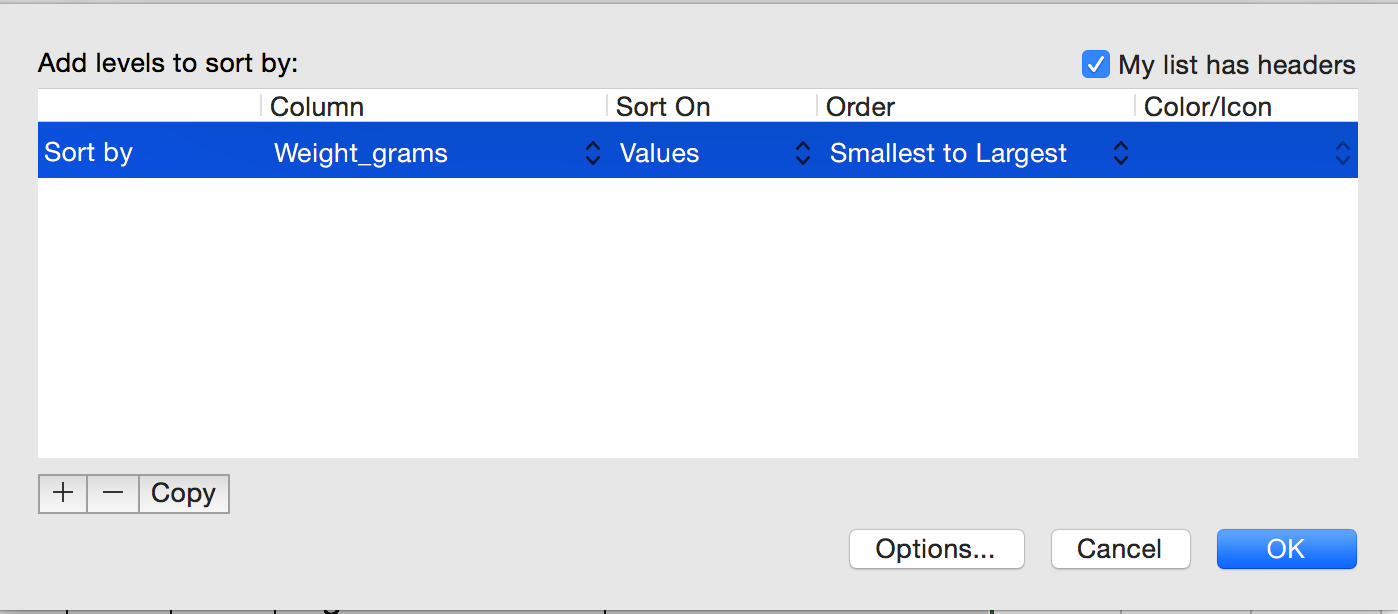 Add levels to sort by:
My list has headers
Column Sort On Order Color/Icon
Sort by Weight_grams Values Smallest to Largest
+ − Copy
Options... Cancel OK